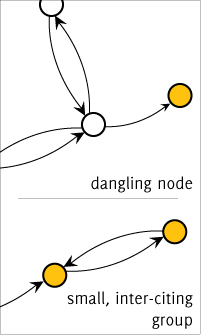 dangling node
small, inter-citing
group